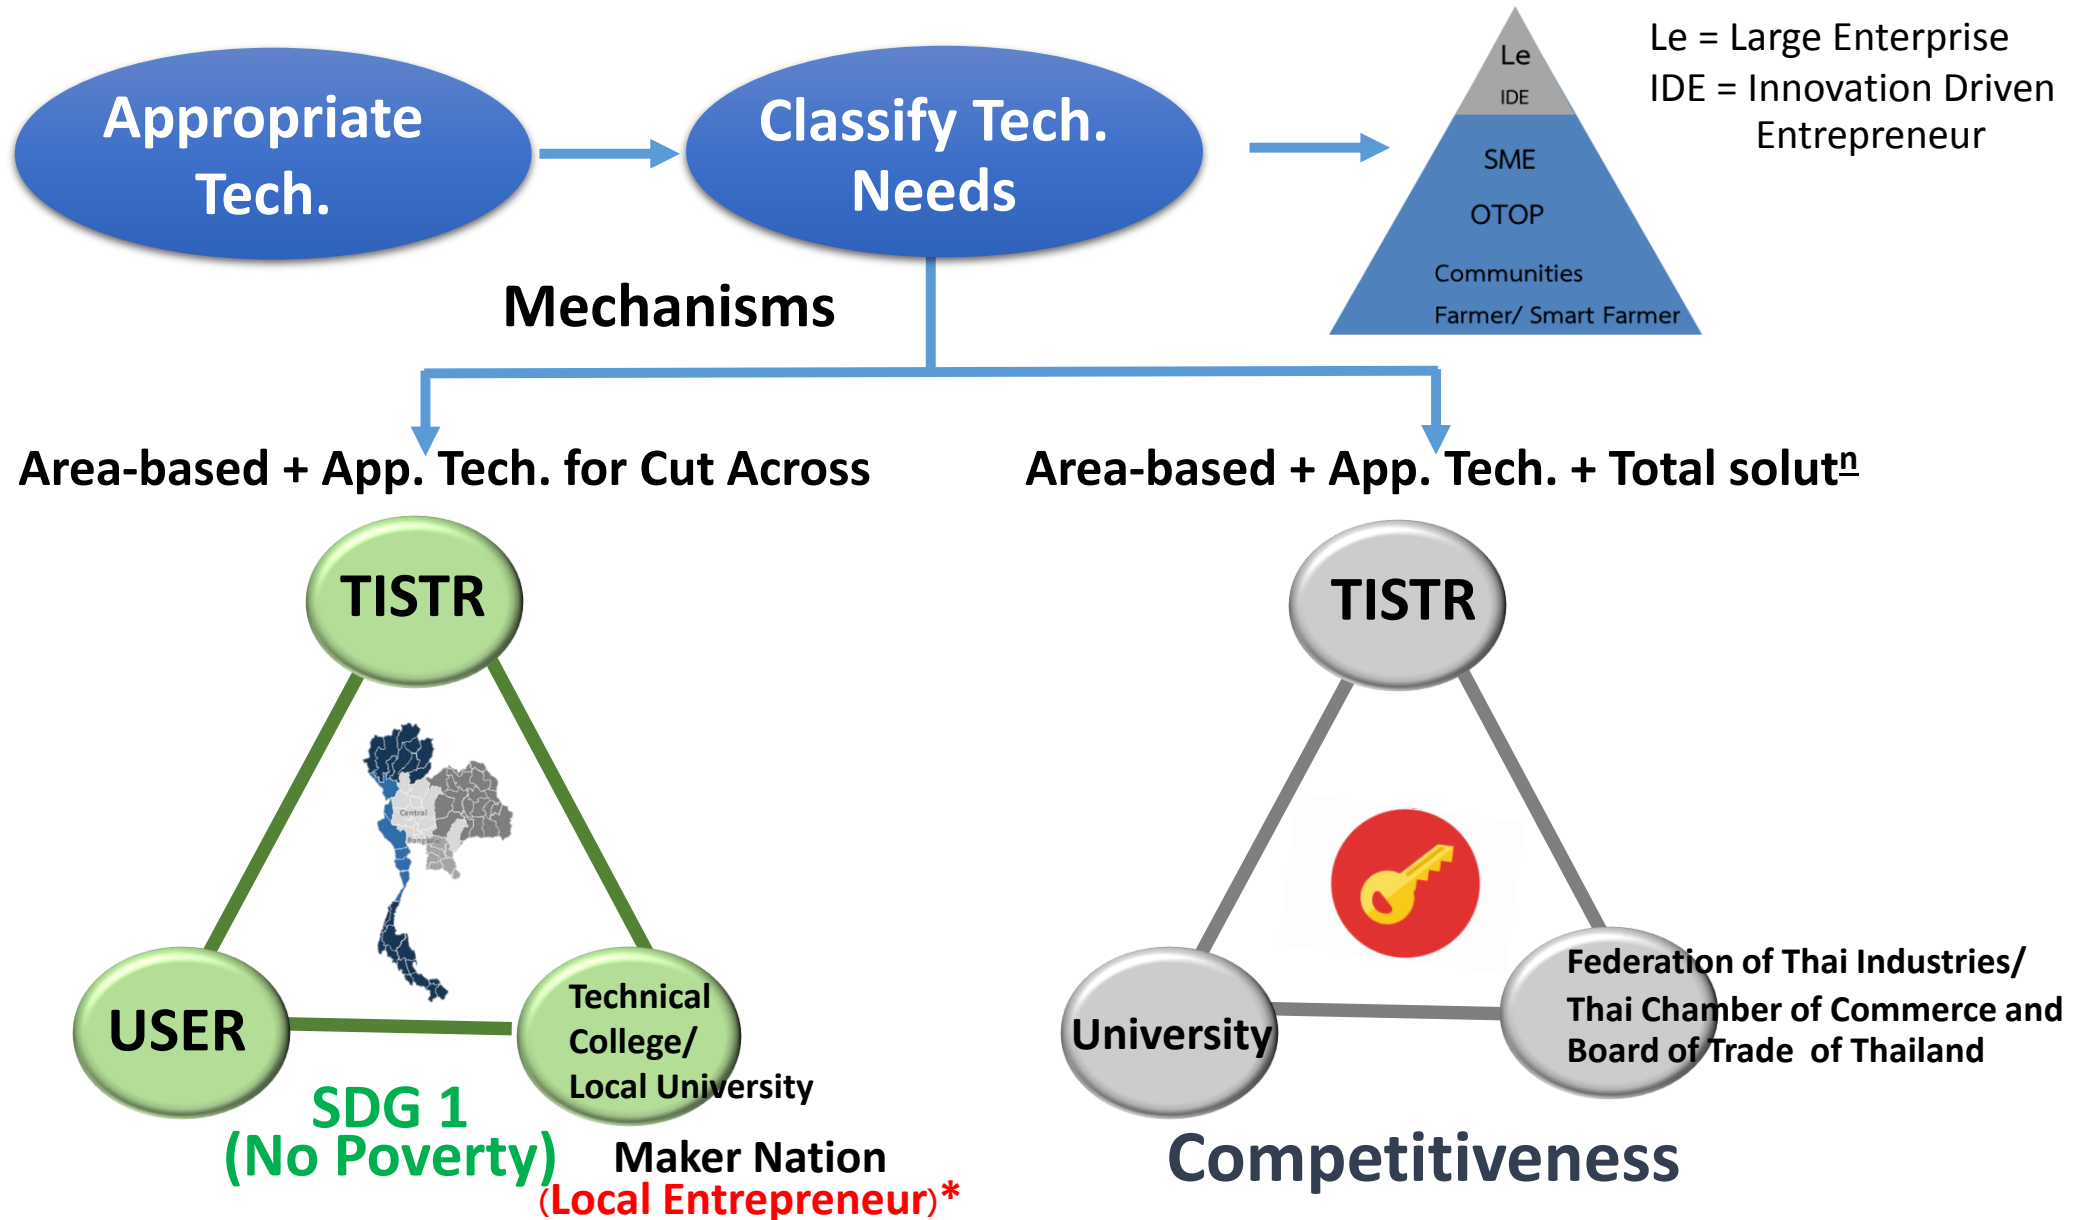 Appropriate
Tech.
Classify Tech.
Needs
Le
IDE
SME
OTOP
Communities
Farmer/ Smart Farmer
Le = Large Enterprise
IDE = Innovation Driven
Entrepreneur
Mechanisms
Area-based + App. Tech. for Cut Across
Area-based + App. Tech. + Total solutⁿ
TISTR
Central
Bangkok
USER
Technical
College/
Local University
SDG 1
(No Poverty)
Maker Nation
(Local Entrepreneur)*
TISTR
University
Federation of Thai Industries/
Thai Chamber of Commerce and
Board of Trade of Thailand
Competitiveness